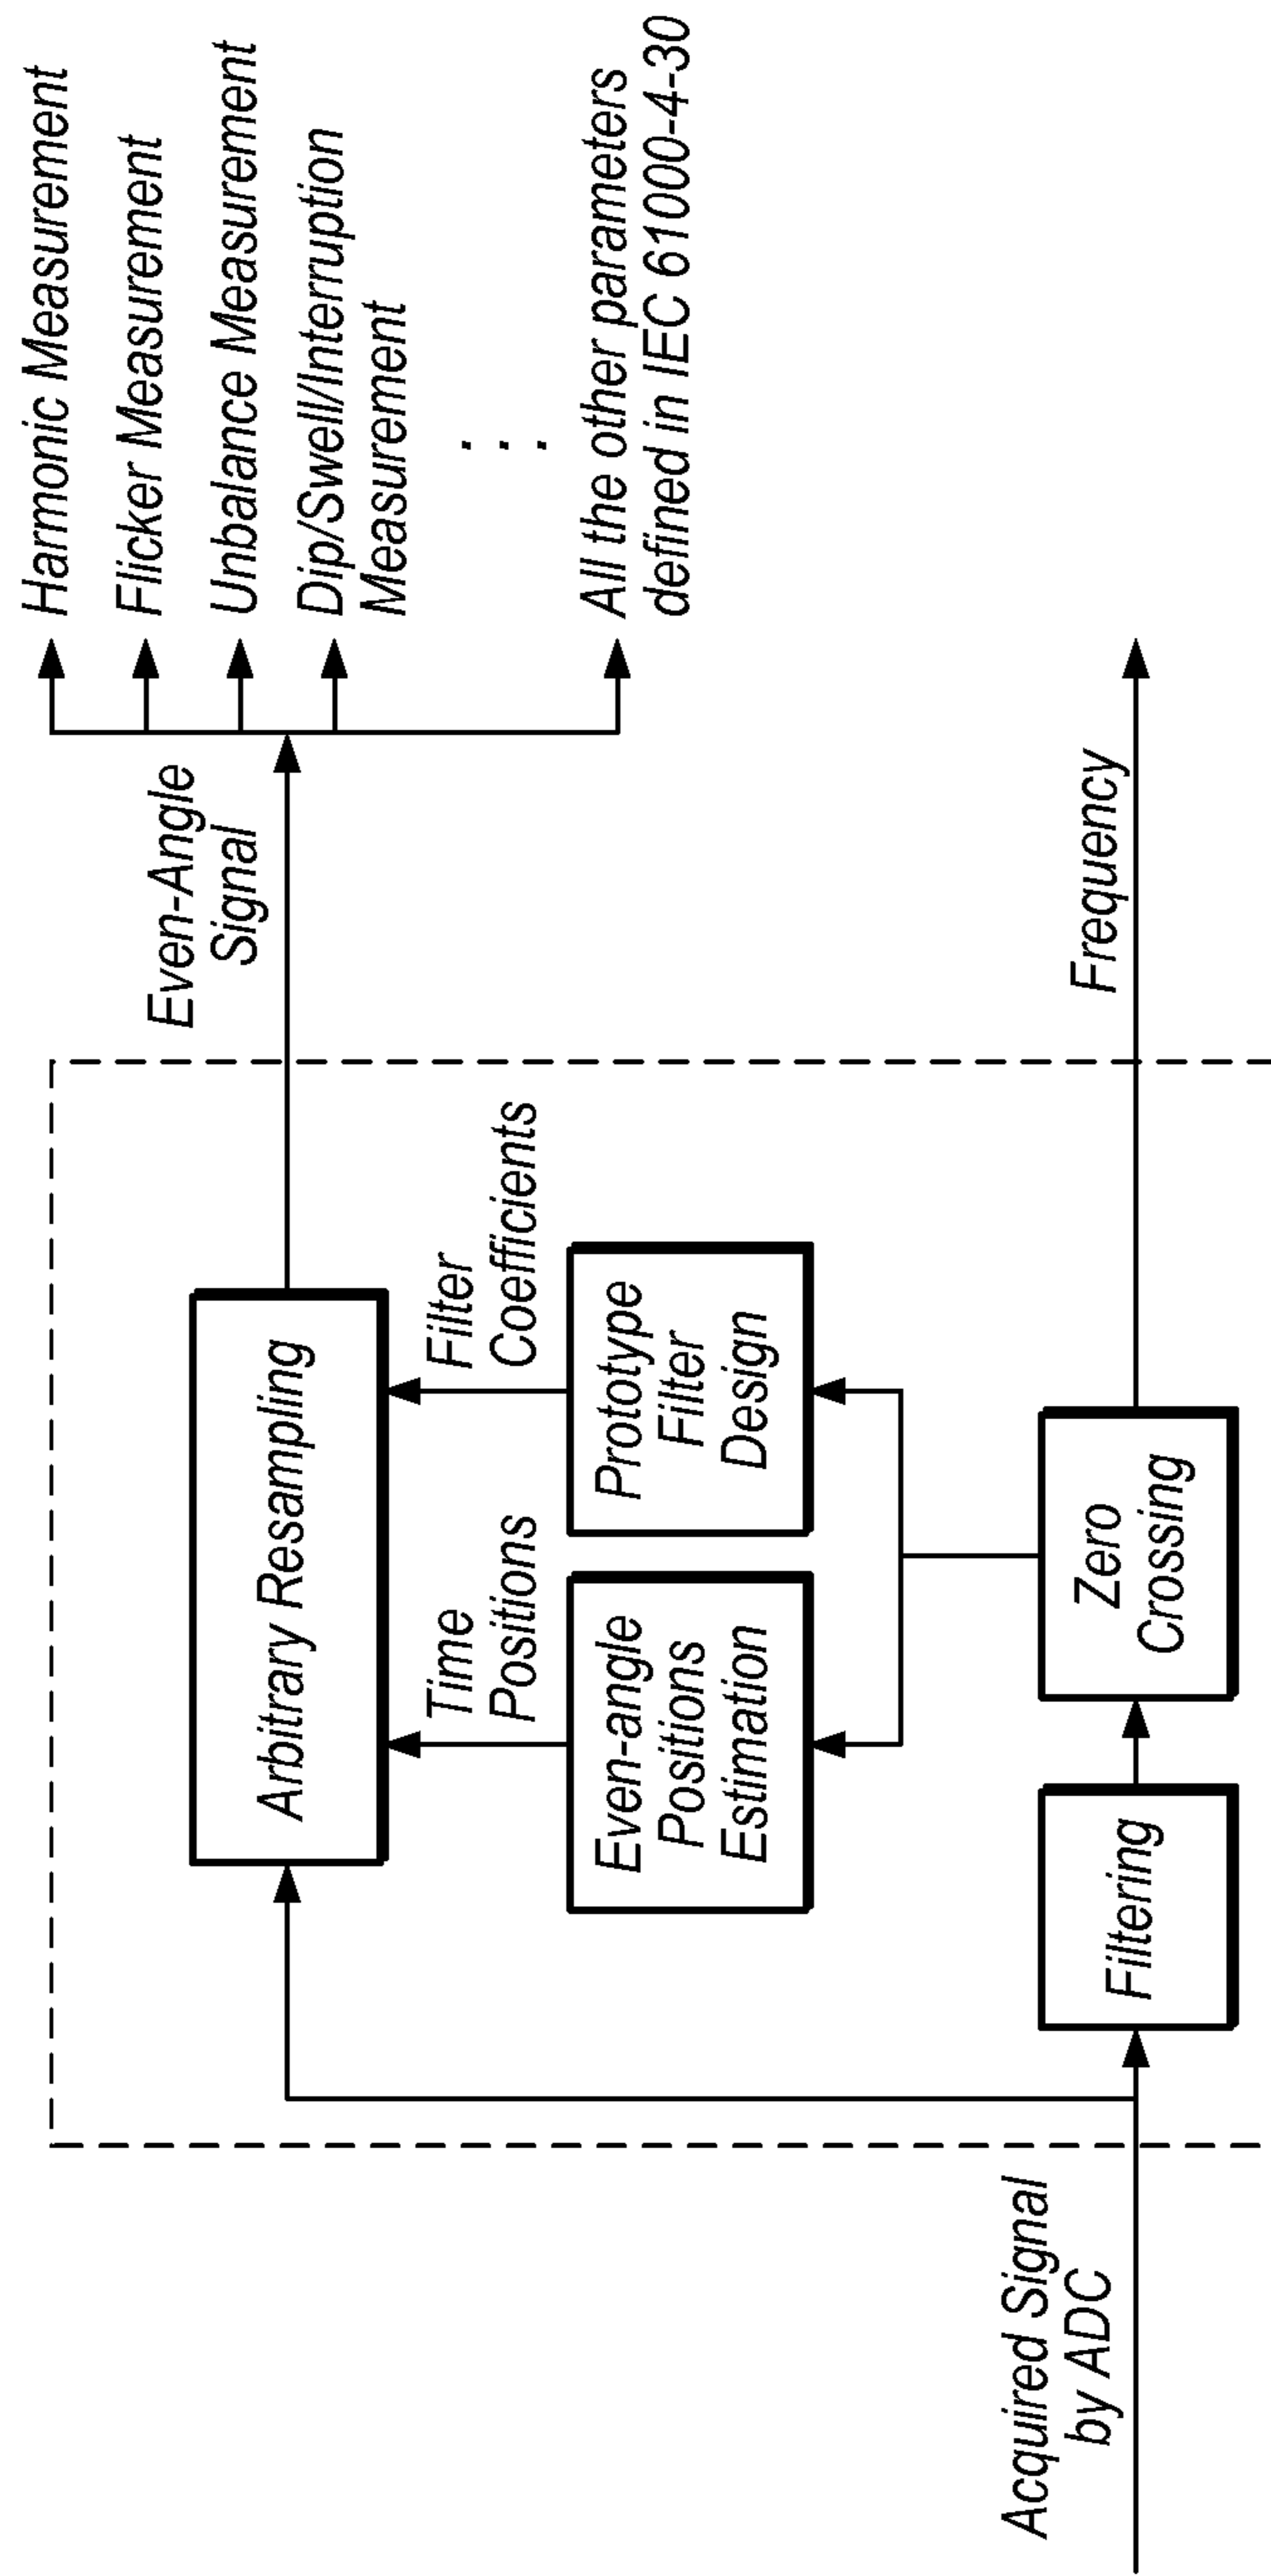 Harmonic Measurement
Flicker Measurement
Unbalance Measurement
Dip/Swell/Interruption
Measurement
All the other parameters
defined in IEC 61000-4-30
Even-Angle
Signal
Arbitrary Resampling
Time
Positions
Filter
Coefficients
Even-angle
Positions
Estimation
Prototype
Filter
Design
Acquired Signal
by ADC
Filtering
Zero
Crossing
Frequency